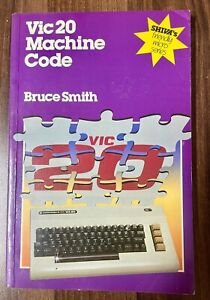 Vic 20
Machine
Code
SHIVA's
friendly
micro
series
Bruce Smith
VIC
20